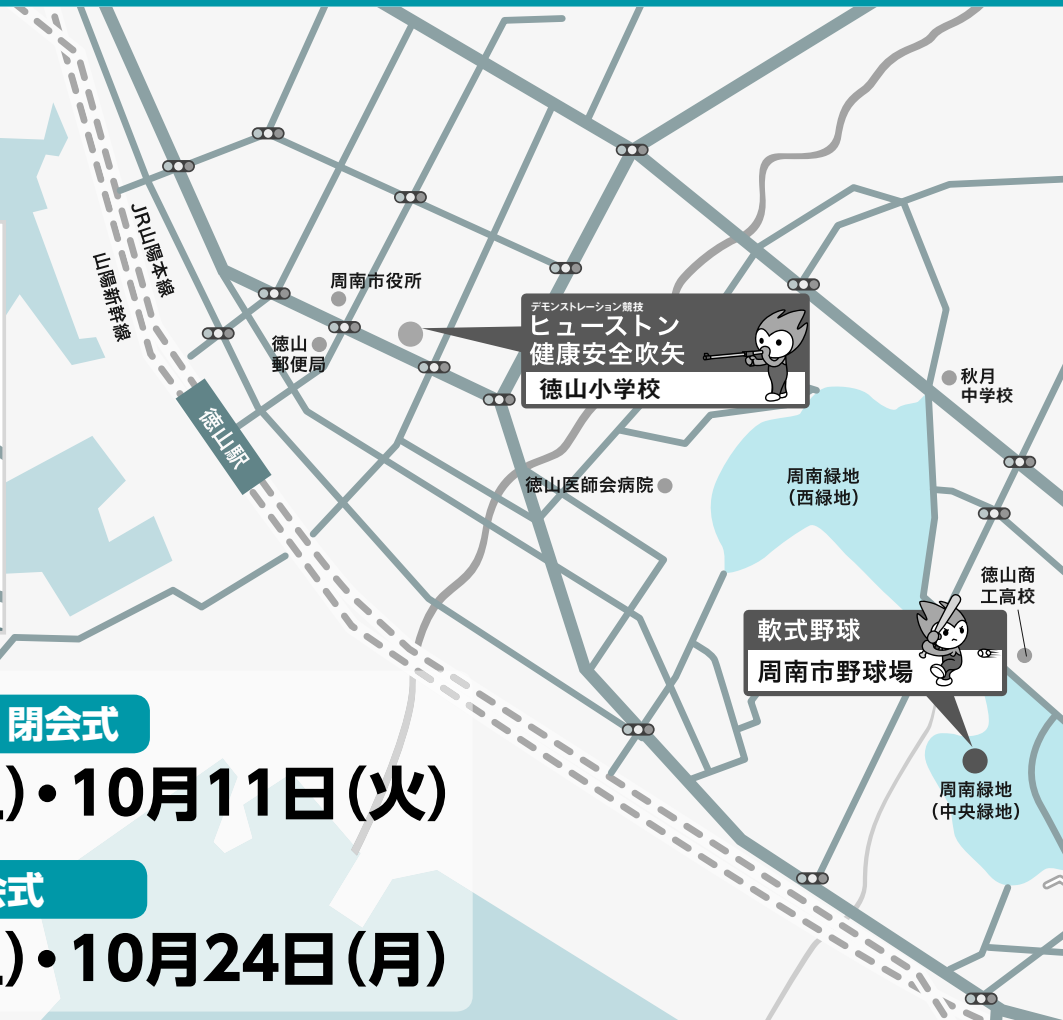 JR山陽本線
山陽新幹線
周南市役所
徳山
郵便局
デモンストレーション競技
ヒューストン
健康安全吹矢
徳山小学校
秋月
中学校
徳山駅
徳山医師会病院
周南緑地
（西緑地）
徳山商
工高校
軟式野球
周南市野球場
周南緑地
（中央緑地）
閉会式
）・10月11日（火）
会式
）・10月24日（月）